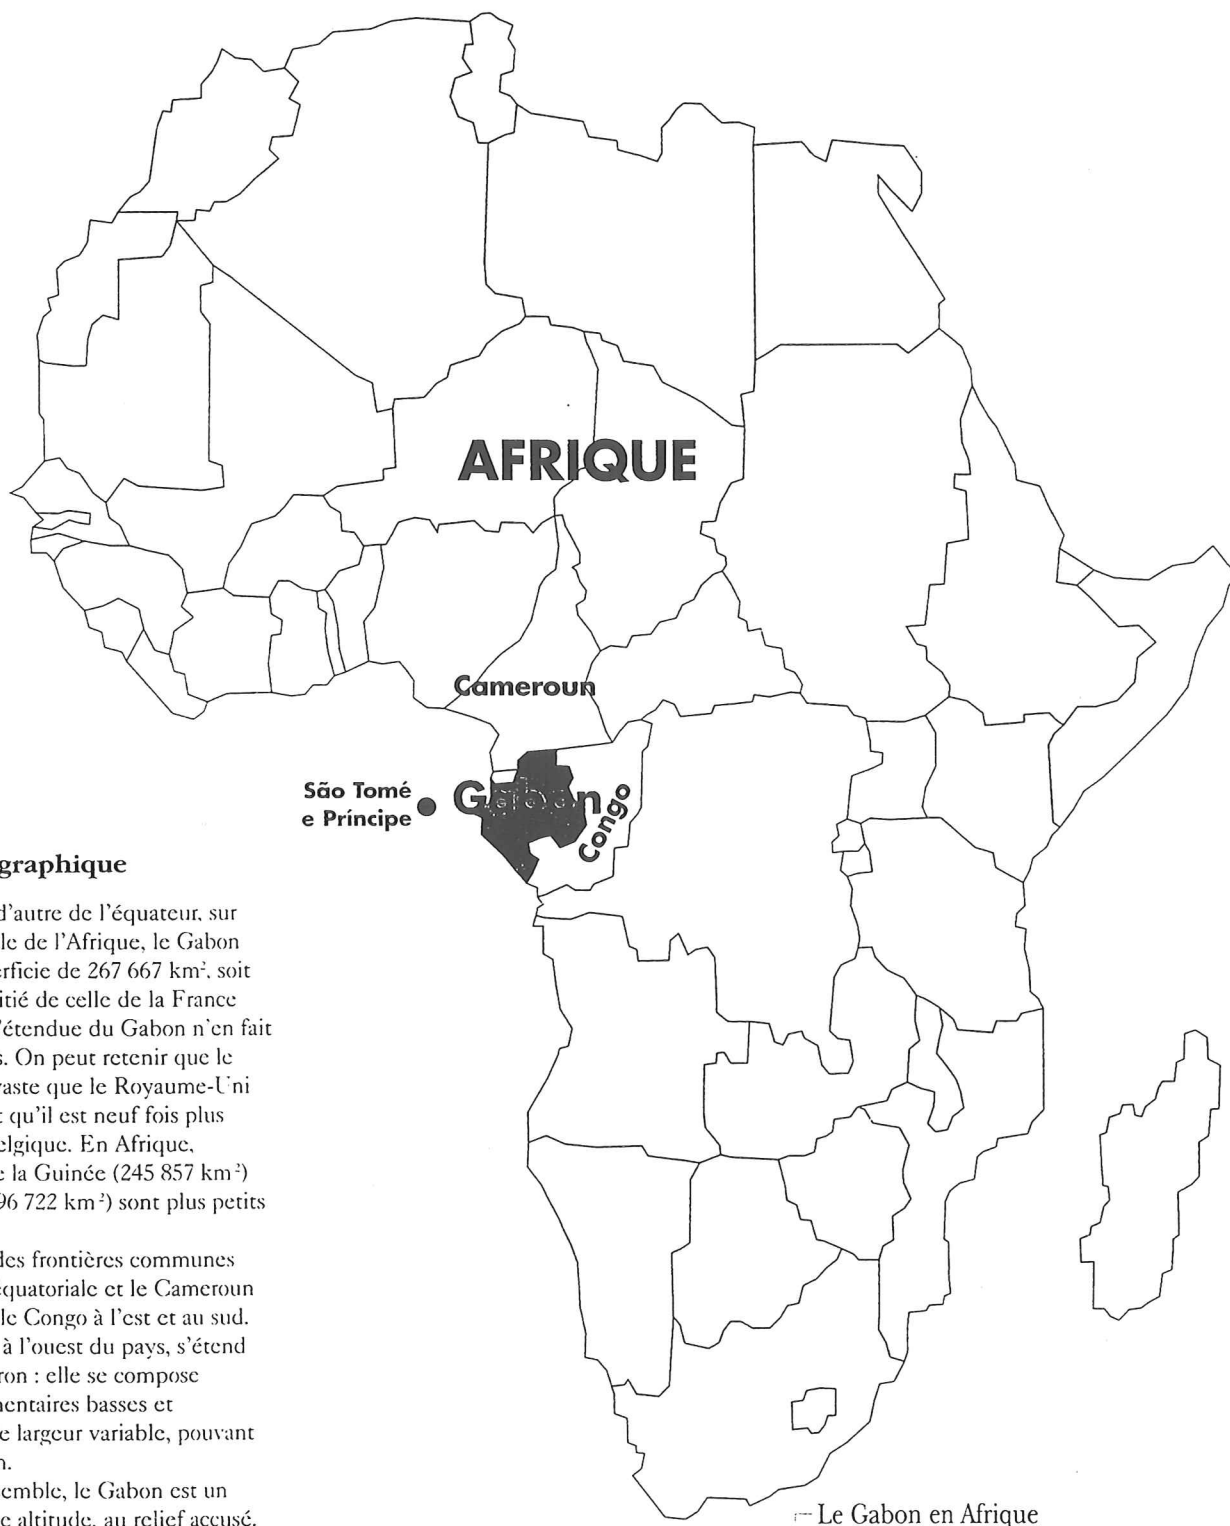 AFRIQUE
Cameroun
São Tomé
e Príncipe
Gabon
Congo
graphique
d'autre de l'équateur, sur
le de l'Afrique, le Gabon
erficie de 267 667 km², soit
itié de celle de la France
'étendue du Gabon n'en fait
s. On peut retenir que le
vaste que le Royaume-Uni
t qu'il est neuf fois plus
elgique. En Afrique,
e la Guinée (245 857 km²)
96 722 km²) sont plus petits
des frontières communes
équatoriale et le Cameroun
le Congo à l'est et au sud.
à l'ouest du pays, s'étend
ron : elle se compose
nentaires basses et
e largeur variable, pouvant
n.
emble, le Gabon est un
e altitude, au relief accusé.
Le Gabon en Afrique